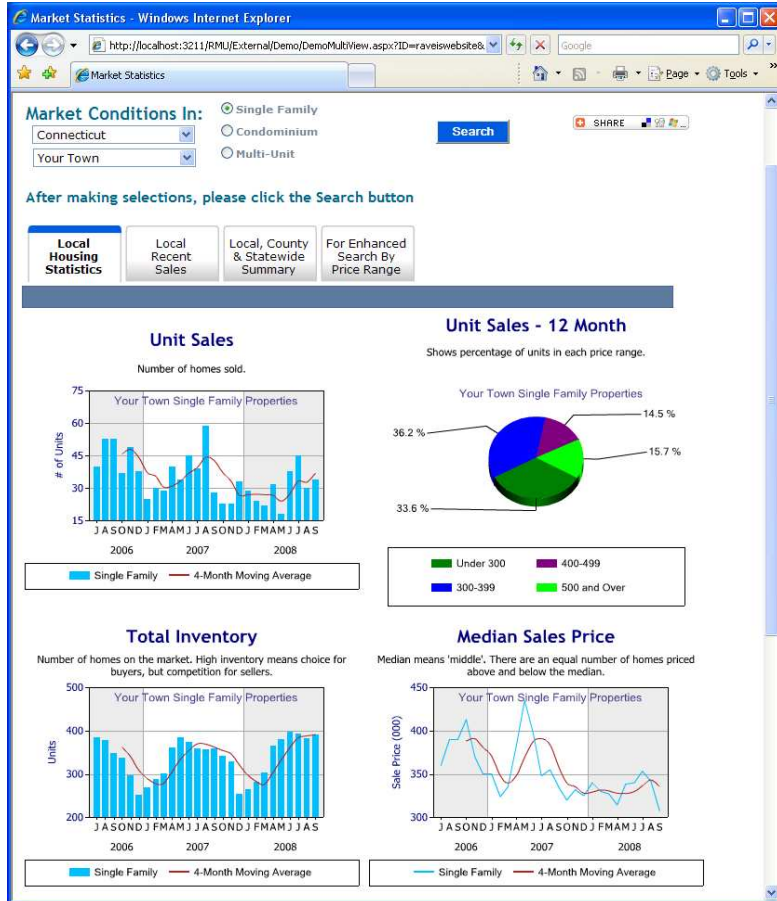 Market Statistics - Windows Internet Explorer
http://localhost:3211/RMU/External/Demo/DemoMultiView.aspx?ID=raveiswebsite&
Google
Market Statistics
Page
Tools
Market Conditions In:
Single Family
Connecticut
Condominium
Search
SHARE
Your Town
Multi-Unit
After making selections, please click the Search button
Local
Housing
Statistics
Local
Recent
Sales
Local, County
& Statewide
Summary
For Enhanced
Search By
Price Range
Unit Sales
Number of homes sold.
Your Town Single Family Properties
# of Units
75
60
45
30
15
J A S O N D J F M A M J J A S O N D J F M A M J J A S
2006 2007 2008
Single Family 4-Month Moving Average
Unit Sales - 12 Month
Shows percentage of units in each price range.
Your Town Single Family Properties
14.5 %
36.2 %
15.7 %
33.6 %
Under 300 400-499
300-399 500 and Over
Total Inventory
Number of homes on the market. High inventory means choice for
buyers, but competition for sellers.
Your Town Single Family Properties
Units
500
400
300
200
J A S O N D J F M A M J J A S O N D J F M A M J J A S
2006 2007 2008
Single Family 4-Month Moving Average
Median Sales Price
Median means 'middle'. There are an equal number of homes priced
above and below the median.
Your Town Single Family Properties
Sale Price (000)
450
400
350
300
J A S O N D J F M A M J J A S O N D J F M A M J J A S
2006 2007 2008
Single Family 4-Month Moving Average